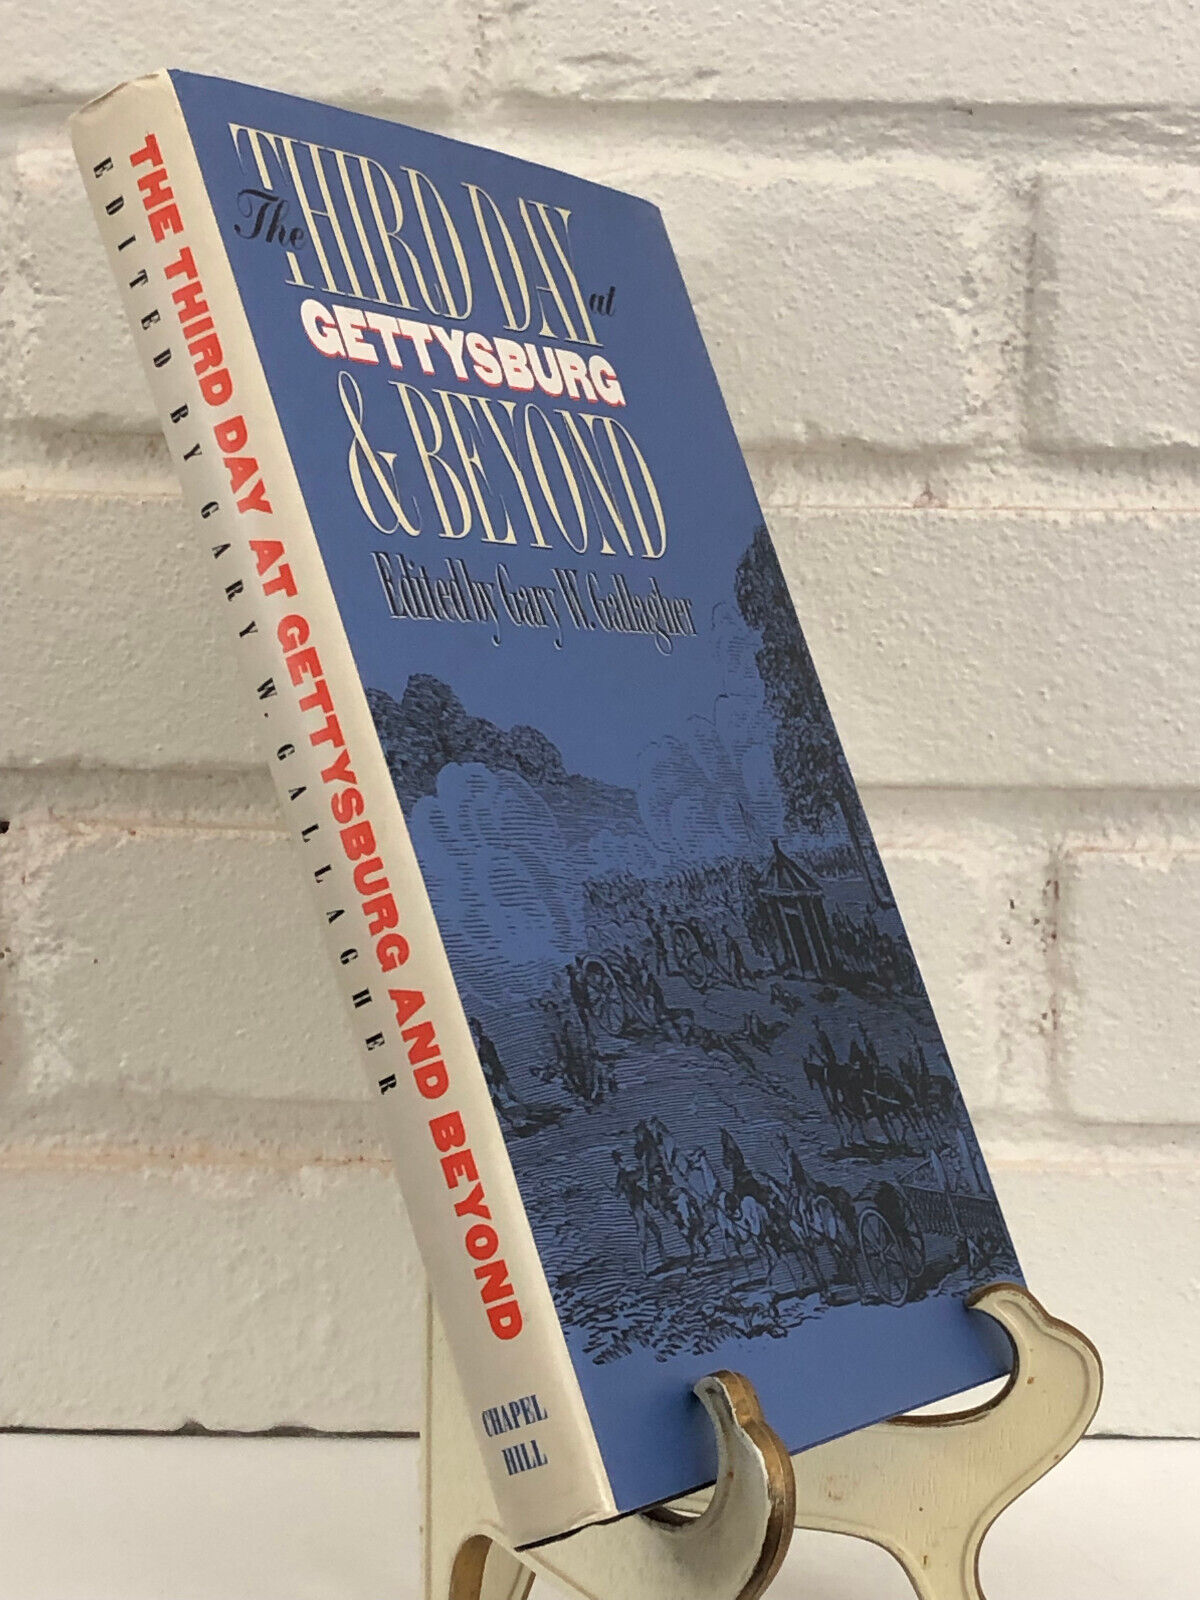 The THIRD DAY at
GETTYSBURG
& BEYOND
Edited by Gary W. Gallagher
THE THIRD DAY AT GETTYSBURG AND BEYOND
EDITED BY GARY W. GALLAGHER
CHAPEL
HILL